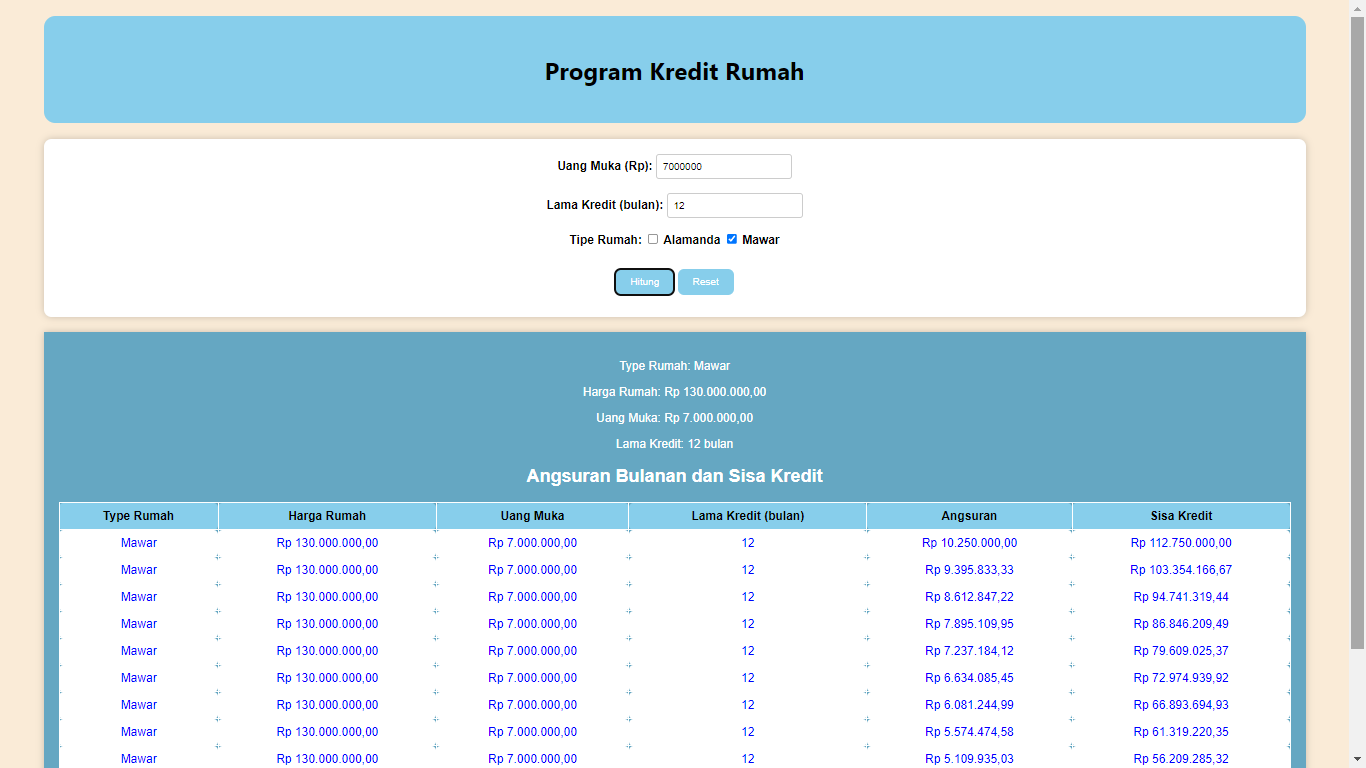 Program Kredit Rumah
Uang Muka (Rp): 7000000
Lama Kredit (bulan): 12
Tipe Rumah: Alamanda Mawar
Hitung Reset
Type Rumah: Mawar
Harga Rumah: Rp 130.000.000,00
Uang Muka: Rp 7.000.000,00
Lama Kredit: 12 bulan
Angsuran Bulanan dan Sisa Kredit
Type Rumah Harga Rumah Uang Muka Lama Kredit (bulan) Angsuran Sisa Kredit
Mawar Rp 130.000.000,00 Rp 7.000.000,00 12 Rp 10.250.000,00 Rp 112.750.000,00
Mawar Rp 130.000.000,00 Rp 7.000.000,00 12 Rp 9.395.833,33 Rp 103.354.166,67
Mawar Rp 130.000.000,00 Rp 7.000.000,00 12 Rp 8.612.847,22 Rp 94.741.319,44
Mawar Rp 130.000.000,00 Rp 7.000.000,00 12 Rp 7.895.109,95 Rp 86.846.209,49
Mawar Rp 130.000.000,00 Rp 7.000.000,00 12 Rp 7.237.184,12 Rp 79.609.025,37
Mawar Rp 130.000.000,00 Rp 7.000.000,00 12 Rp 6.634.085,45 Rp 72.974.939,92
Mawar Rp 130.000.000,00 Rp 7.000.000,00 12 Rp 6.081.244,99 Rp 66.893.694,93
Mawar Rp 130.000.000,00 Rp 7.000.000,00 12 Rp 5.574.474,58 Rp 61.319.220,35
Mawar Rp 130.000.000,00 Rp 7.000.000,00 12 Rp 5.109.935,03 Rp 56.209.285,32